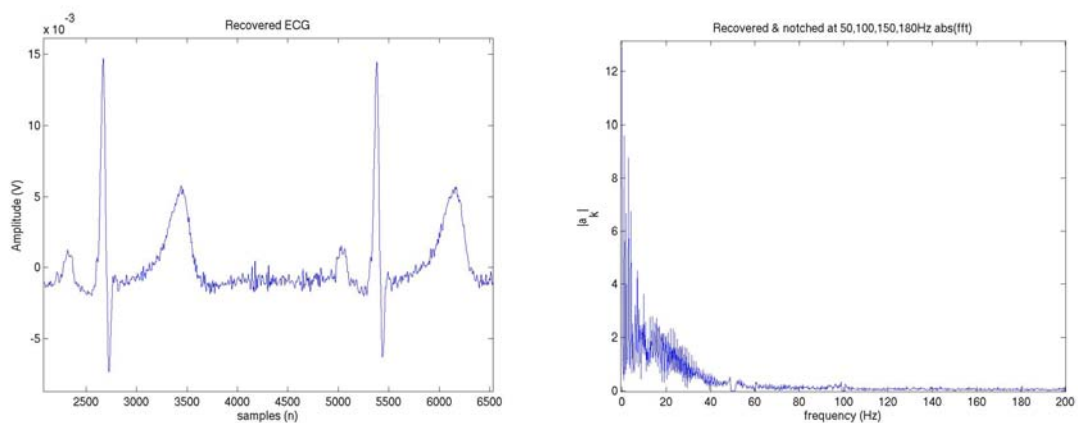 Recovered ECG
x 10⁻³
15
10
5
0
-5
Amplitude (V)
2500 3000 3500 4000 4500 5000 5500 6000 6500
samples (n)
Recovered & notched at 50,100,150,180Hz abs(fft)
12
10
8
6
4
2
0
|a_k|
0 20 40 60 80 100 120 140 160 180 200
frequency (Hz)